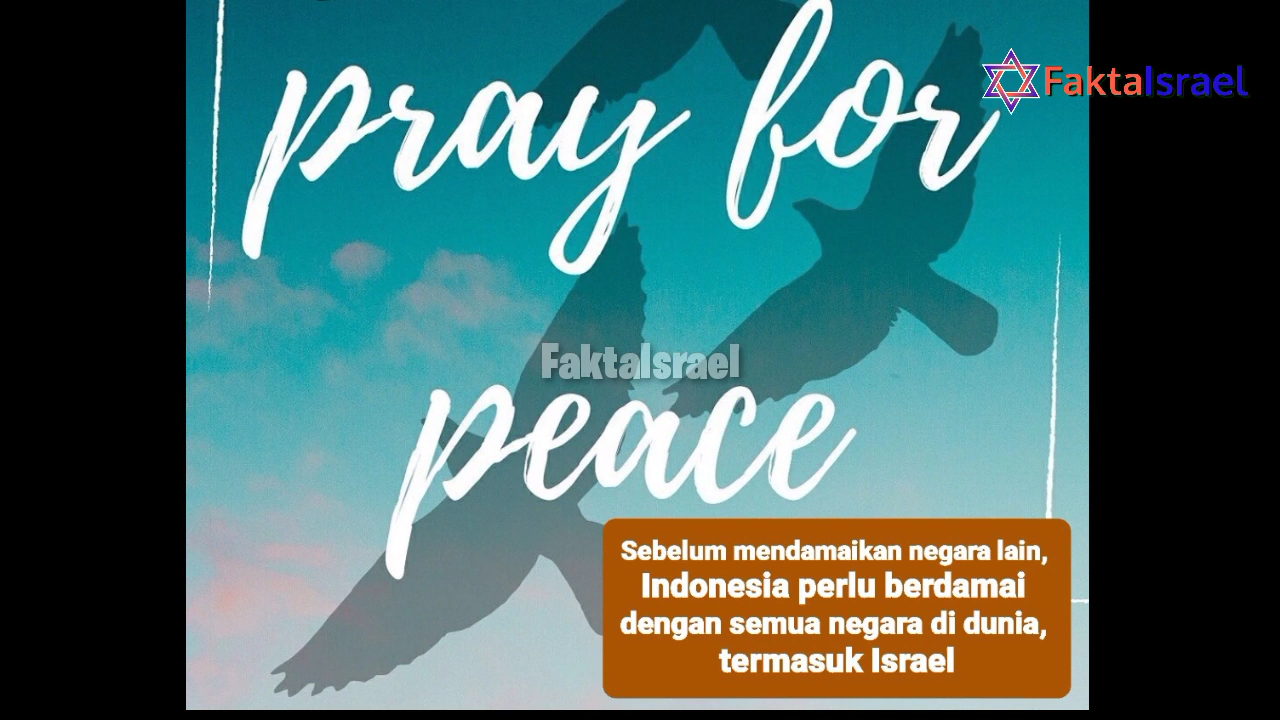 pray for
FaktaIsrael
FaktaIsrael
peace
Sebelum mendamaikan negara lain,
Indonesia perlu berdamai
dengan semua negara di dunia,
termasuk Israel